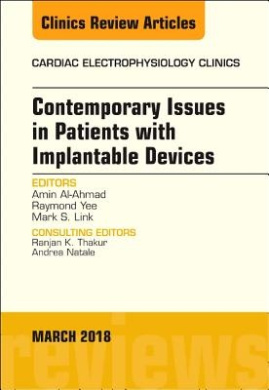 Clinics Review Articles
CARDIAC ELECTROPHYSIOLOGY CLINICS
Contemporary Issues
in Patients with
Implantable Devices
EDITORS
Amin Al-Ahmad
Raymond Yee
Mark S. Link
CONSULTING EDITORS
Ranjan K. Thakur
Andrea Natale
MARCH 2018
reviews